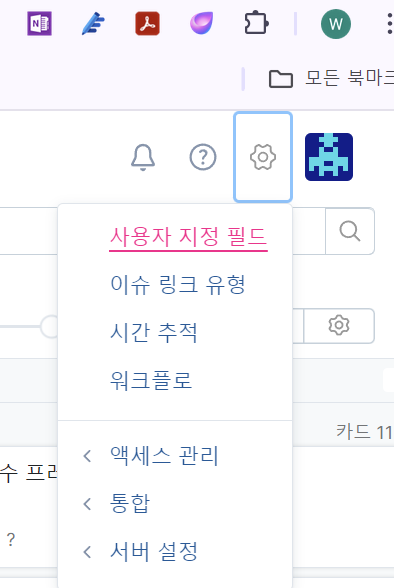 N
W
모든 북마크
사용자 지정 필드
이슈 링크 유형
시간 추적
워크플로
카드 11
액세스 관리
수 프
통합
?
서버 설정